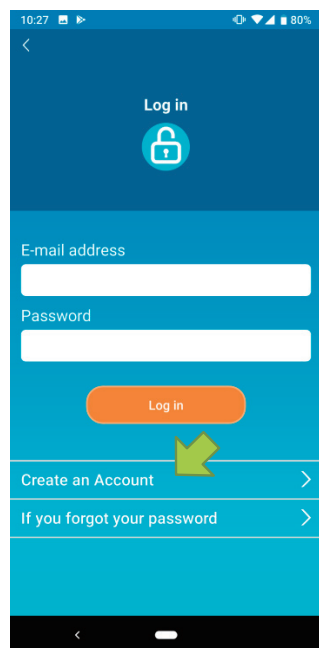 10:27 80%
Log in
E-mail address
Password
Log in
Create an Account
If you forgot your password